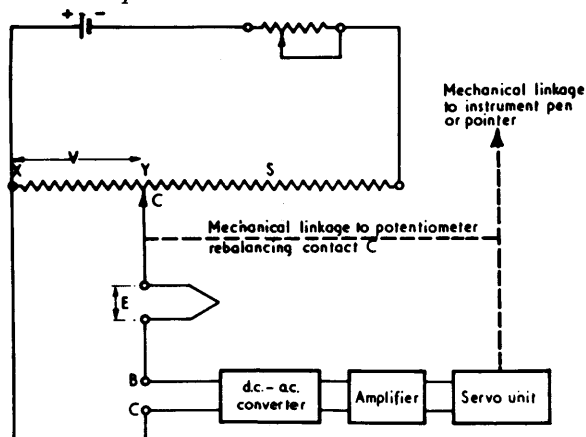 + -
Mechanical linkage
to instrument pen
or pointer
X V Y S
C
Mechanical linkage to potentiometer
rebalancing contact C
E
B
C
d.c.-a.c.
converter
Amplifier
Servo unit